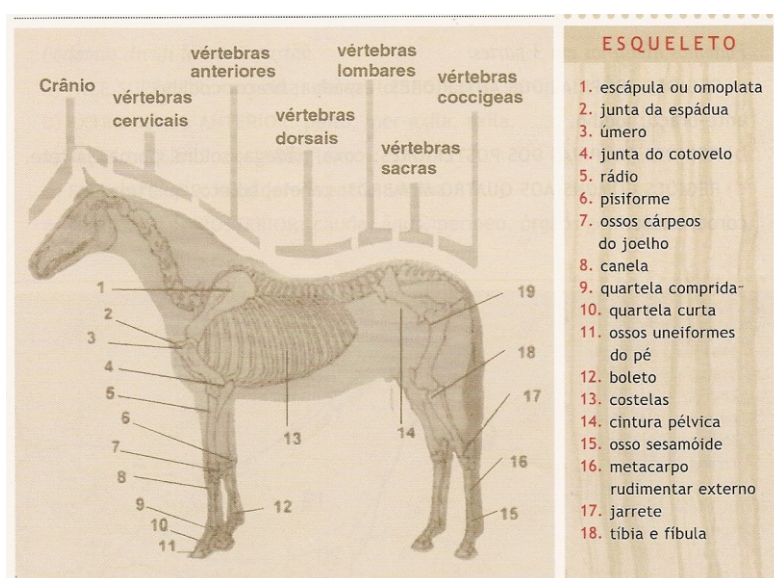 Crânio
vértebras
cervicais
vértebras
anteriores
vértebras
dorsais
vértebras
lombares
vértebras
sacras
vértebras
coccigeas
1
2
3
4
5
6
7
8
9
10
11
12
13
14
15
16
17
18
19
ESQUELETO
1. escápula ou omoplata
2. junta da espádua
3. úmero
4. junta do cotovelo
5. rádio
6. pisiforme
7. ossos cárpeos
do joelho
8. canela
9. quartela comprida-
10. quartela curta
11. ossos uneiformes
do pé
12. boleto
13. costelas
14. cintura pélvica
15. osso sesamóide
16. metacarpo
rudimentar externo
17. jarrete
18. tíbia e fíbula